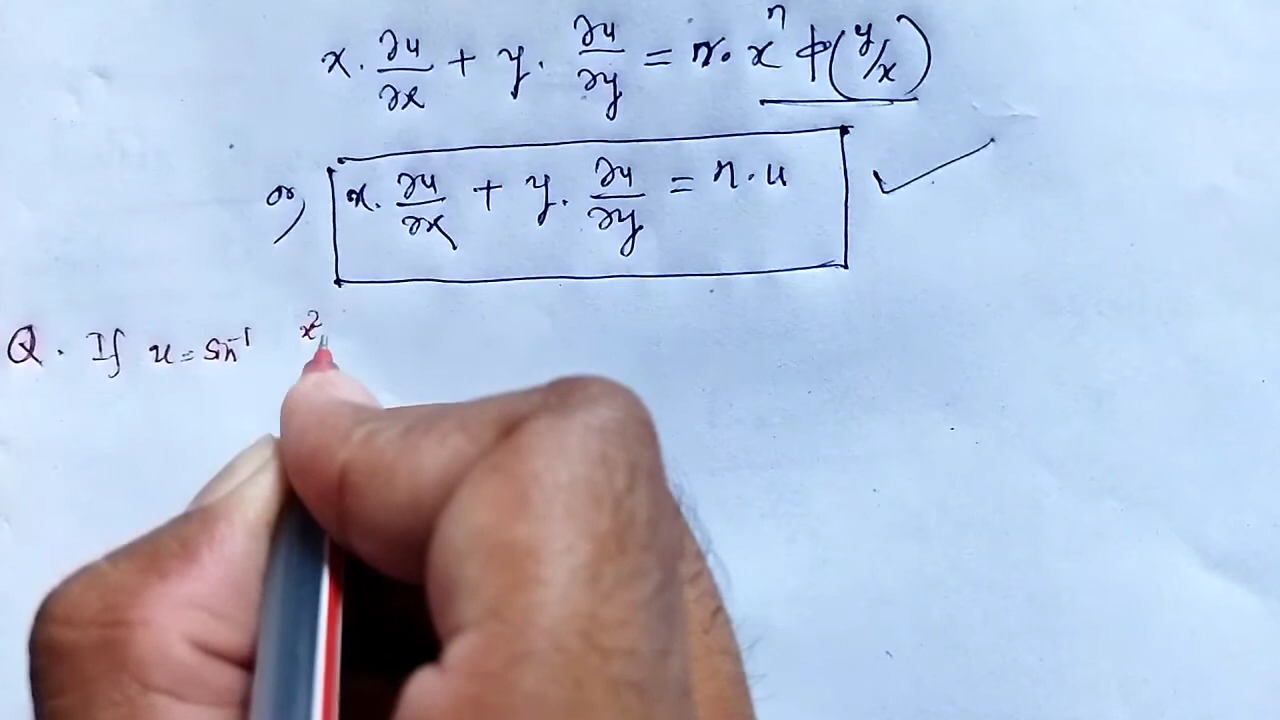 x. ∂u/∂x + y. ∂u/∂y = n. xⁿ ϕ(y/x)
or, x. ∂u/∂x + y. ∂u/∂y = n.u
Q. If u = sin⁻¹ x²